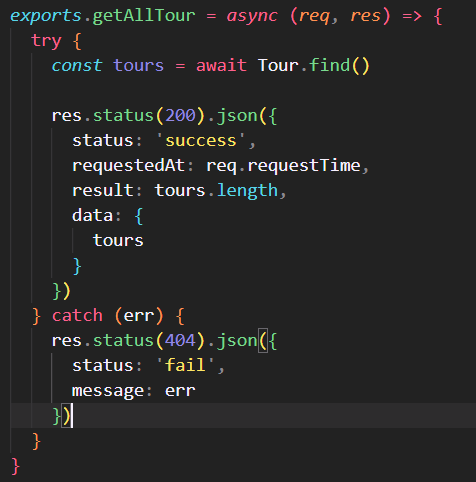 exports.getAllTour = async (req, res) => {
  try {
    const tours = await Tour.find()

    res.status(200).json({
      status: 'success',
      requestedAt: req.requestTime,
      result: tours.length,
      data: {
        tours
      }
    })
  } catch (err) {
    res.status(404).json({
      status: 'fail',
      message: err
    })
  }
}